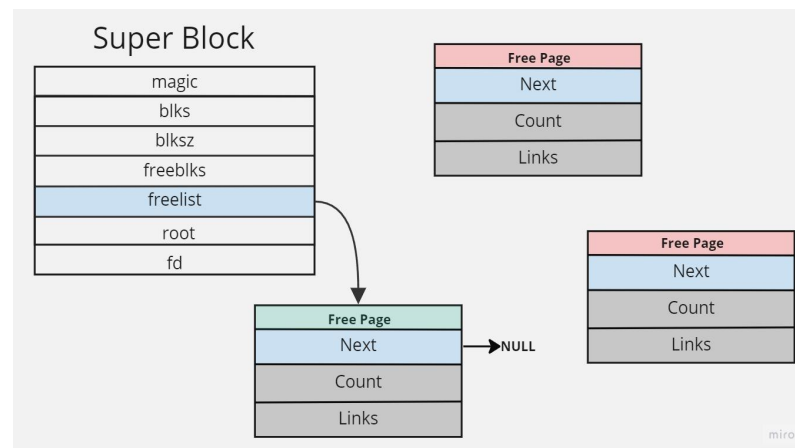 Super Block
magic
blks
blksz
freeblks
freelist
root
fd
Free Page
Next
Count
Links
Free Page
Next
Count
Links
Free Page
Next
NULL
Count
Links
miro